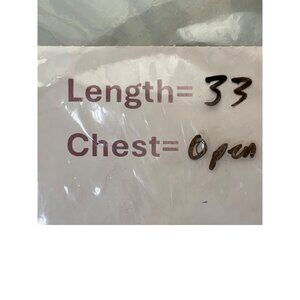 Length= 33
Chest= Open